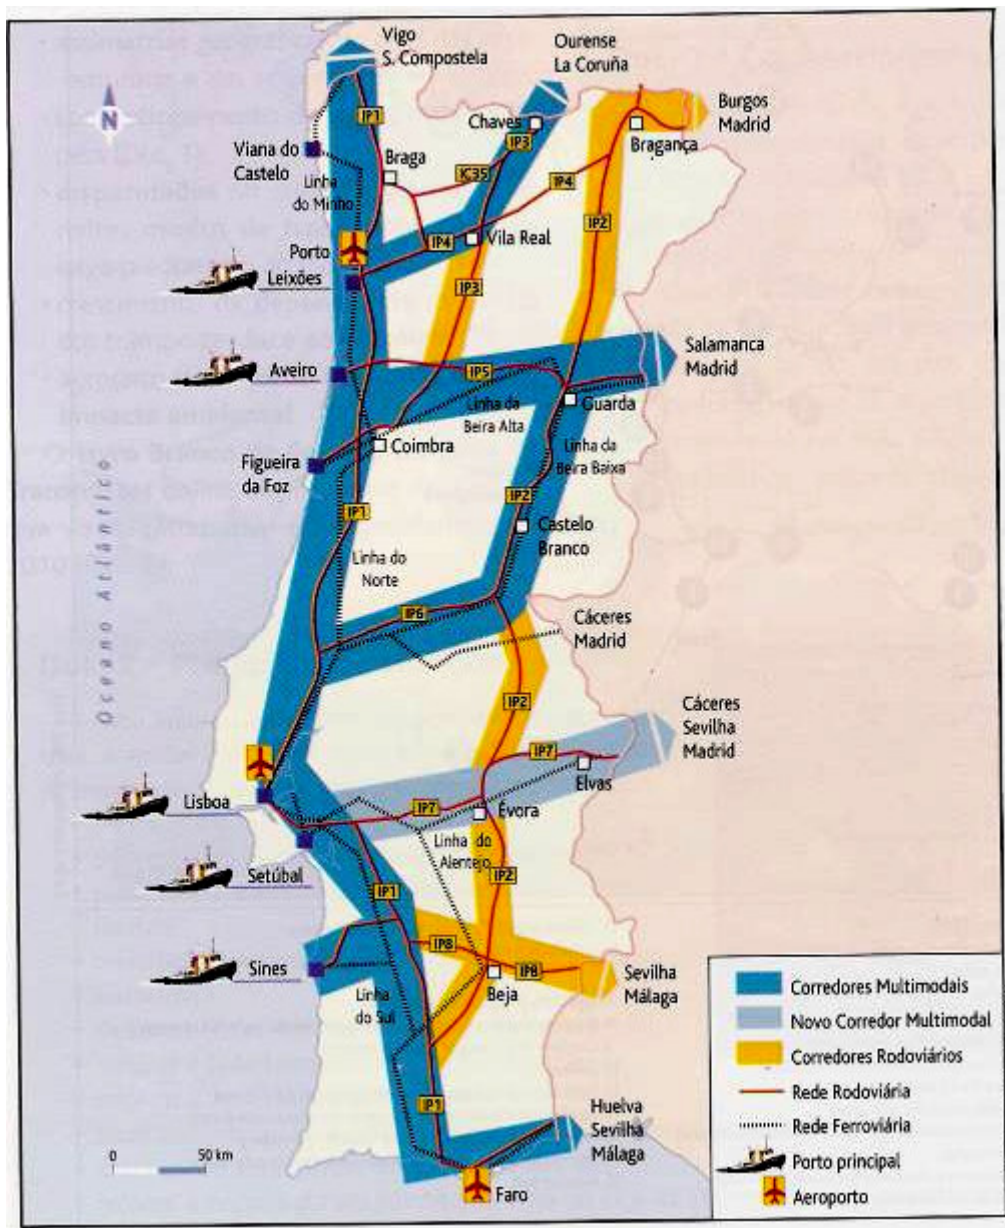 Vigo
S. Compostela
Ourense
La Coruña
Burgos
Madrid
N
Chaves
Bragança
IP1
IP3
Viana do
Castelo
Braga
IC35
Linha
do Minho
IP4
IP2
Porto
IP4
Vila Real
Leixões
IP3
Salamanca
Madrid
Aveiro
IP5
Guarda
Linha da
Beira Alta
Coimbra
Linha da
Beira Baixa
Figueira
da Foz
IP2
IP1
Castelo
Branco
Oceano Atlântico
Linha do
Norte
IP6
Cáceres
Madrid
IP2
Cáceres
Sevilha
Madrid
IP7
Elvas
Lisboa
IP7
Évora
Linha do
Alentejo
Setúbal
IP1
IP2
IP8
IP8
Sines
Beja
Sevilha
Málaga
Linha
do Sul
IP1
Huelva
Sevilha
Málaga
Faro
0 50 km
Corredores Multimodais
Novo Corredor Multimodal
Corredores Rodoviários
Rede Rodoviária
Rede Ferroviária
Porto principal
Aeroporto